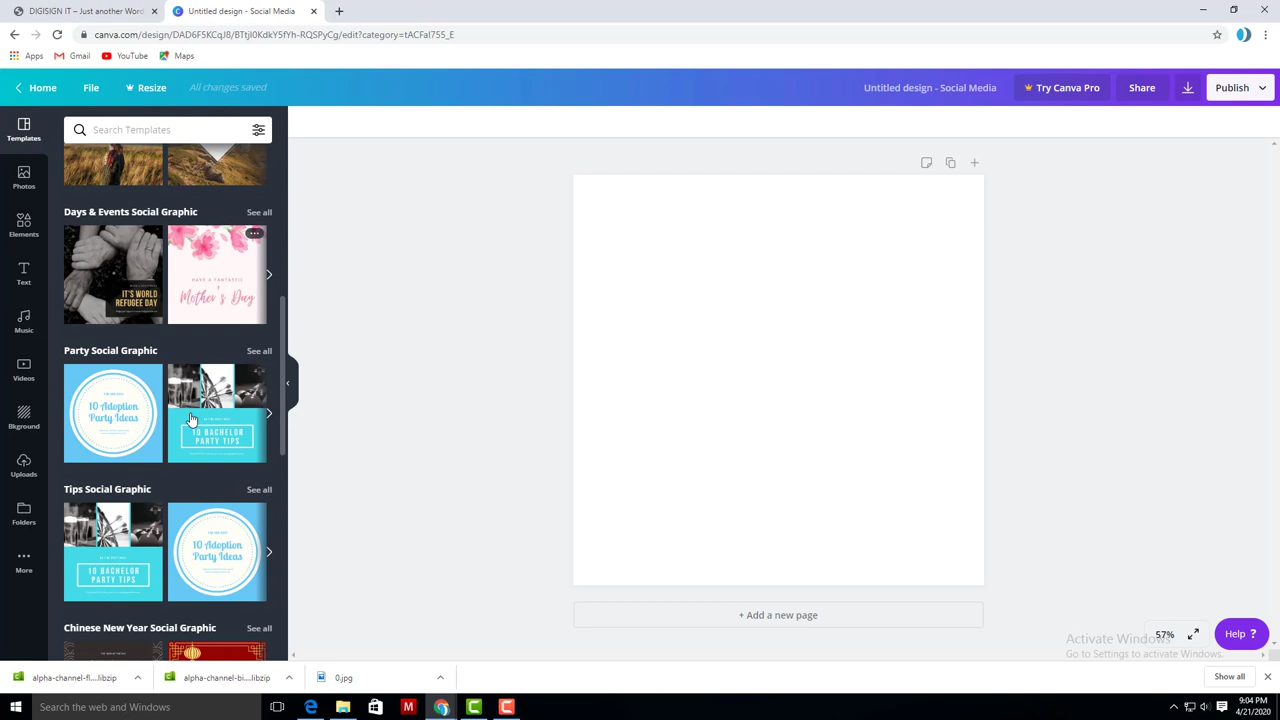 DIGISIGN IT – Just another Word
Untitled design - Social Media
canva.com/design/DAD6F5KCqJ8/BTtjI0KdkY5fYh-RQSPyCg/edit?category=tACFaI755_E
Apps
Gmail
YouTube
Maps
Home
File
Resize
All changes saved
Untitled design - Social Media
Try Canva Pro
Share
Publish
Templates
Photos
Elements
Text
Music
Videos
Bkground
Uploads
Folders
More
Search Templates
Days & Events Social Graphic
See all
IT'S WORLD
REFUGEE DAY
HAVE A FANTASTIC
Mother's Day
Party Social Graphic
See all
10 Adoption
Party Ideas
10 BACHELOR
PARTY TIPS
Tips Social Graphic
See all
10 BACHELOR
PARTY TIPS
10 Adoption
Party Ideas
Chinese New Year Social Graphic
See all
+ Add a new page
57%
Help ?
Activate Windows
Go to Settings to activate Windows.
alpha-channel-fl....libzip
alpha-channel-bi....libzip
0.jpg
Show all
Search the web and Windows
9:04 PM
4/21/2020